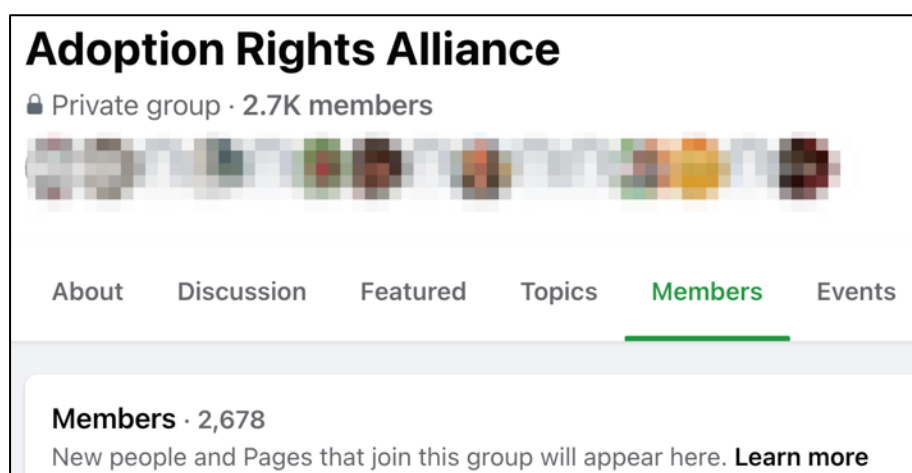 Adoption Rights Alliance
Private group · 2.7K members
About Discussion Featured Topics Members Events
Members · 2,678
New people and Pages that join this group will appear here. Learn more